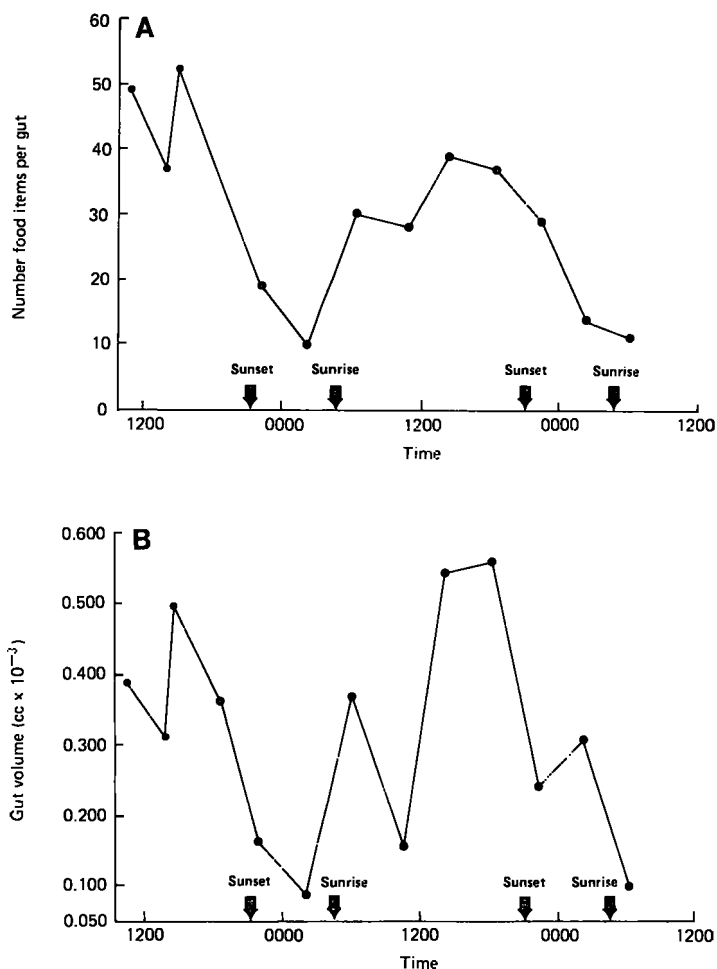 A
60
50
40
30
20
10
0
Number food items per gut
Sunset Sunrise Sunset Sunrise
1200 0000 1200 0000 1200
Time
B
0.600
0.500
0.400
0.300
0.200
0.100
0.050
Gut volume (cc x 10⁻³)
Sunset Sunrise Sunset Sunrise
1200 0000 1200 0000 1200
Time